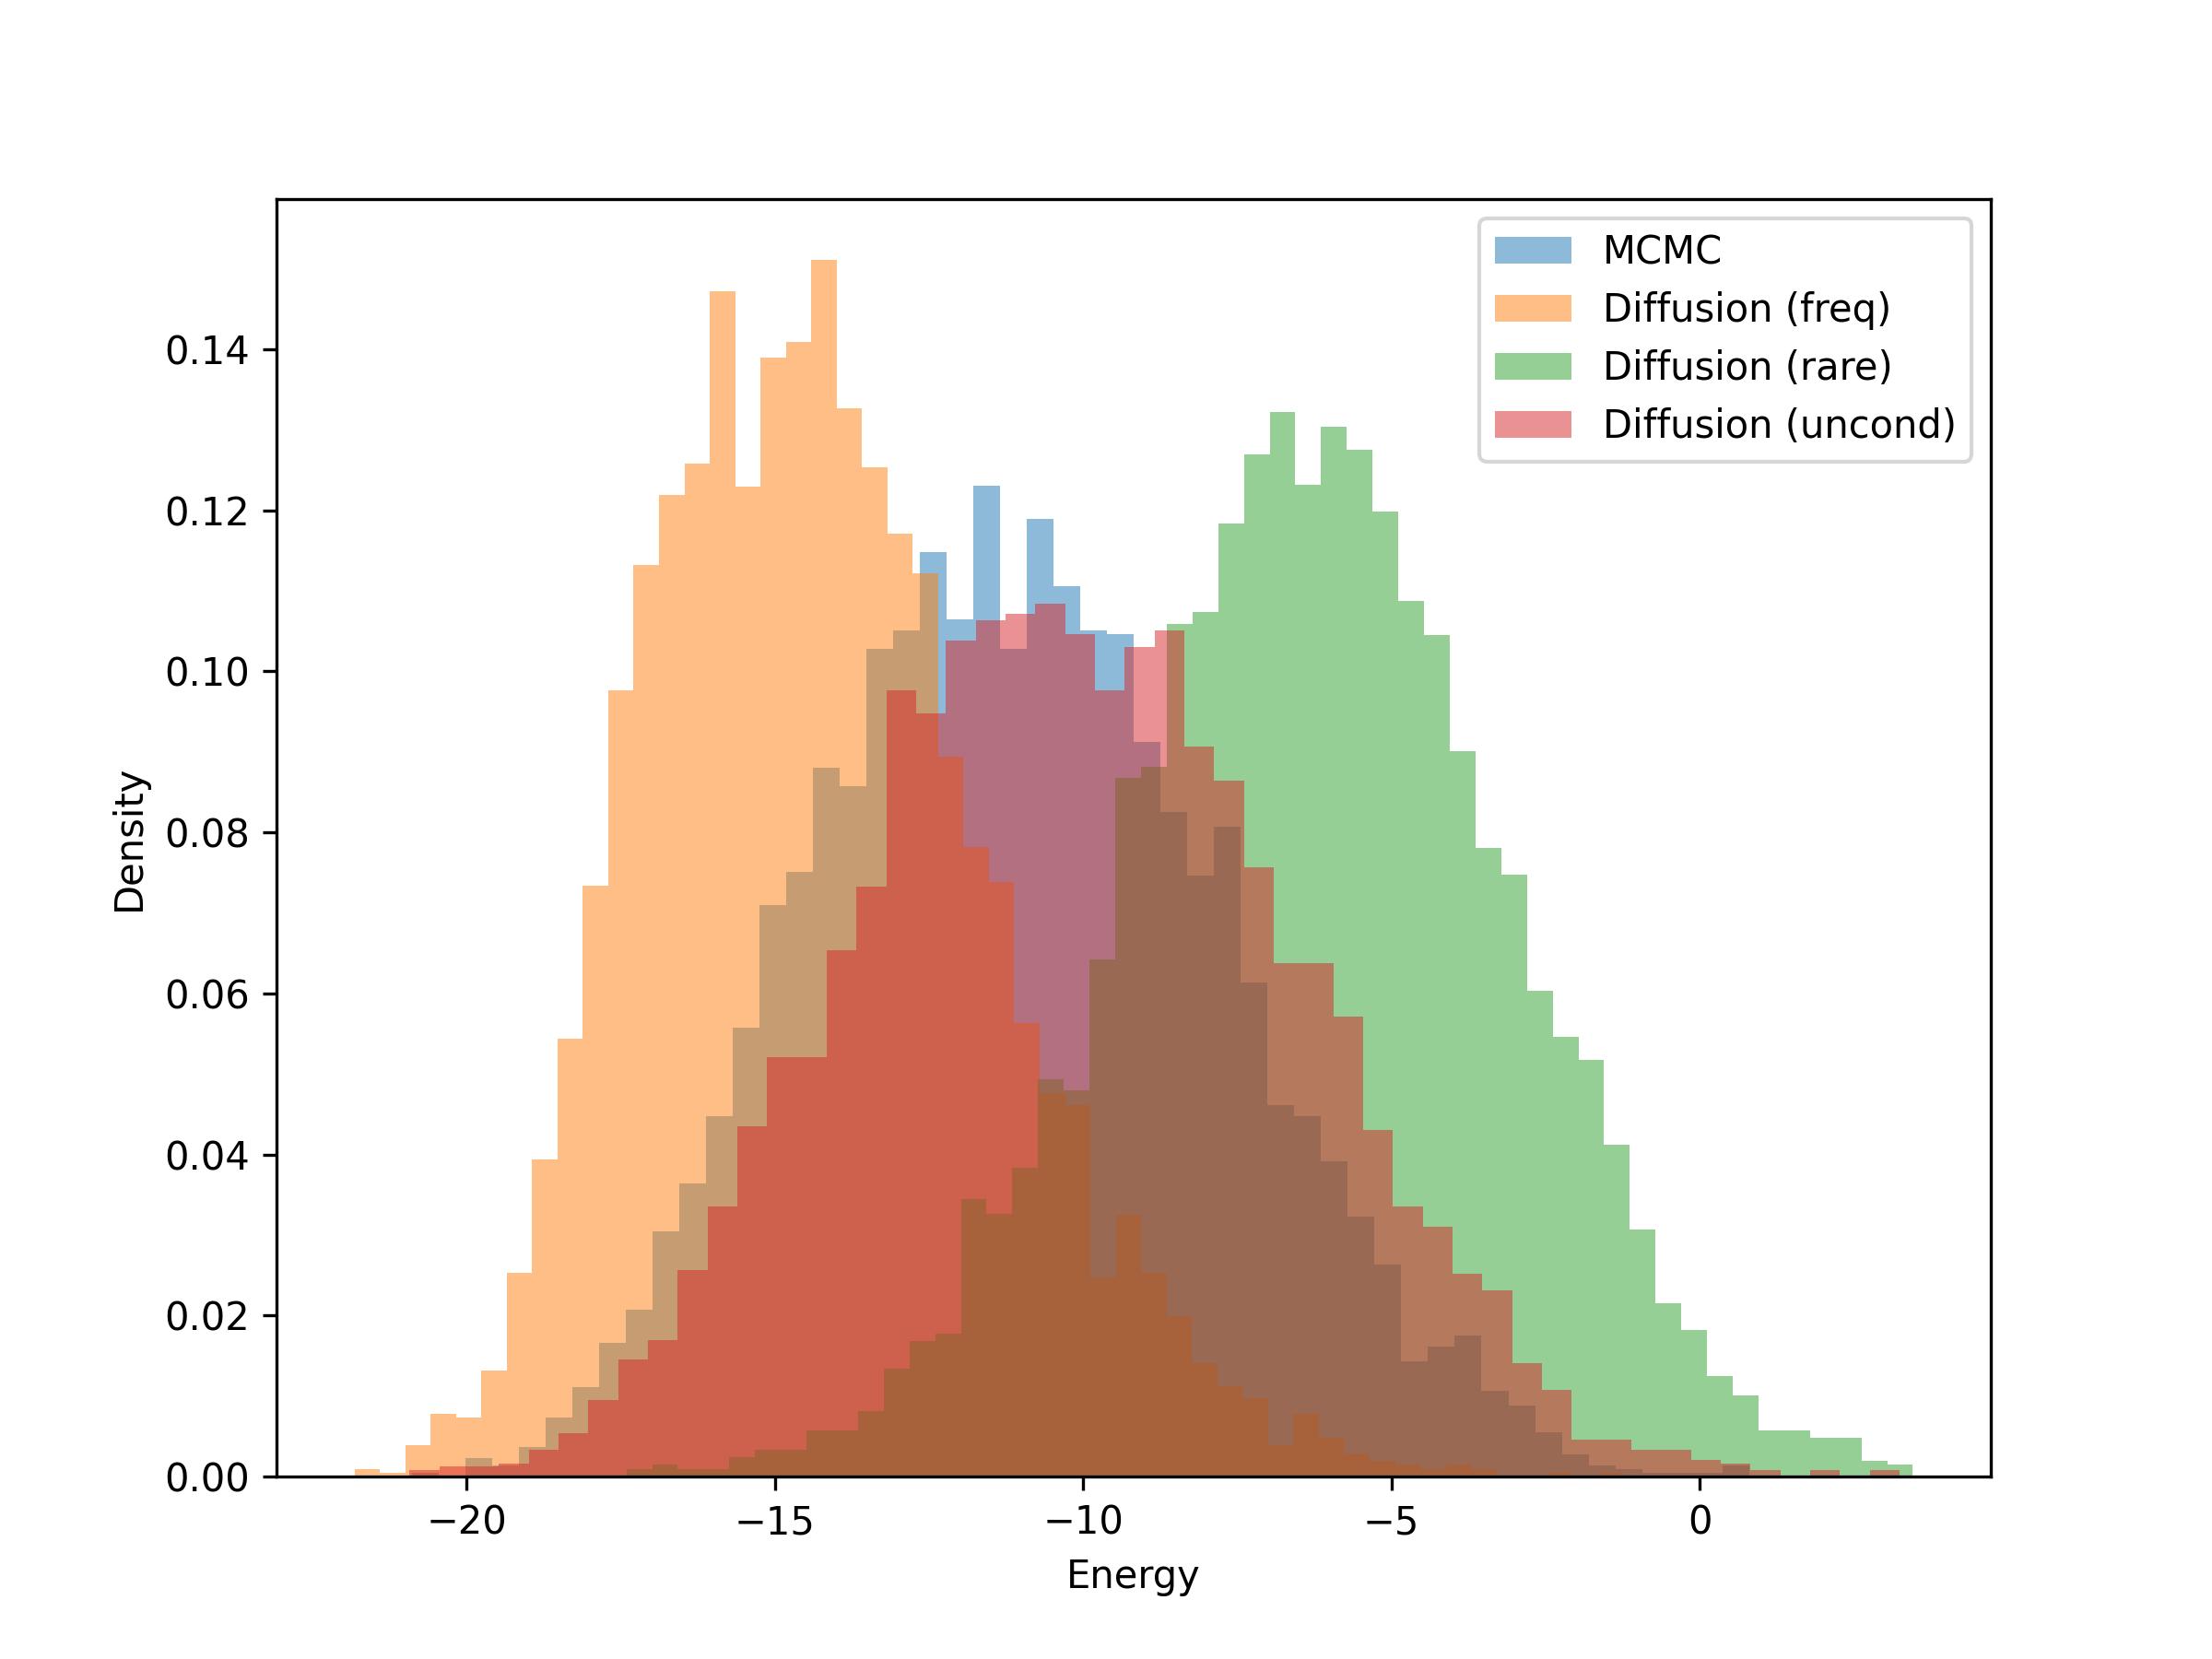 MCMC
Diffusion (freq)
Diffusion (rare)
Diffusion (uncond)
Density
0.14
0.12
0.10
0.08
0.06
0.04
0.02
0.00
−20 −15 −10 −5 0
Energy